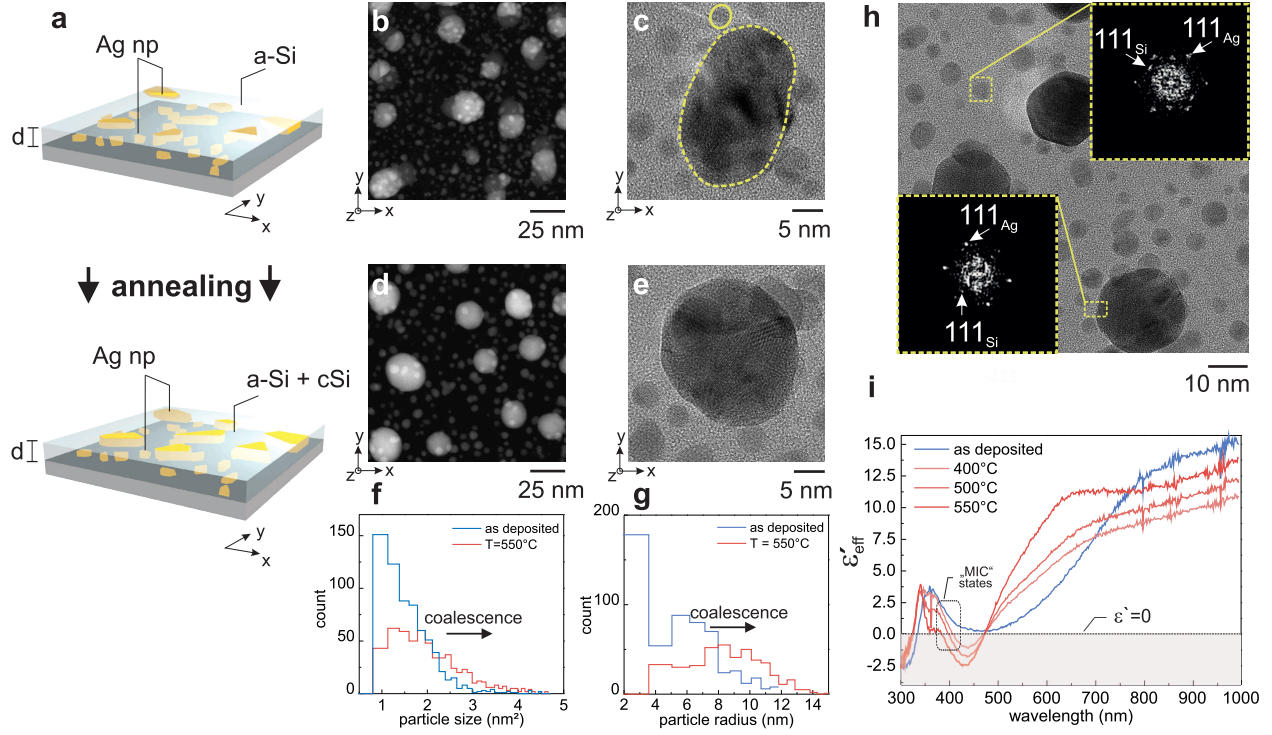 a
Ag np
a-Si
d
y
x
annealing
Ag np
a-Si + cSi
d
y
x
b
y
z
x
25 nm
c
y
z
x
5 nm
d
y
z
x
25 nm
e
y
z
x
5 nm
f
150
100
50
0
count
as deposited
T=550°C
coalescence
0
1
2
3
4
5
particle size (nm²)
g
200
100
0
count
as deposited
T = 550°C
coalescence
2
4
6
8
10
12
14
particle radius (nm)
h
111Si
111Ag
111Ag
111Si
10 nm
i
15.0
12.5
10.0
7.5
5.0
2.5
0.0
-2.5
ε′eff
as deposited
400°C
500°C
550°C
„MIC“
states
ε`=0
300
400
500
600
700
800
900
1000
wavelength (nm)